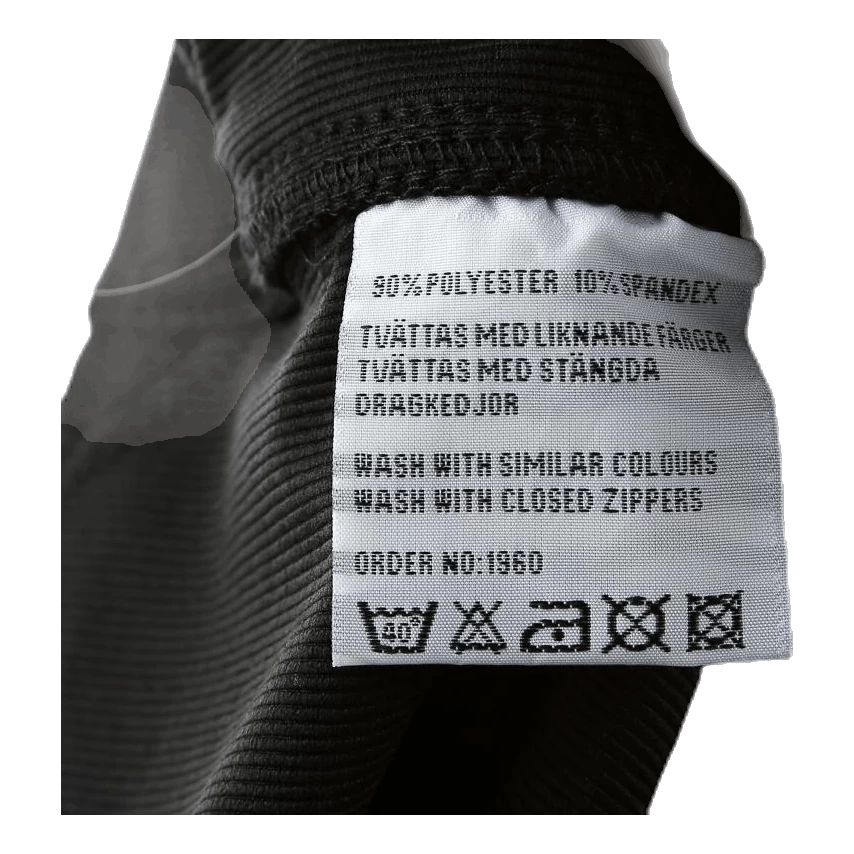 90% POLYESTER 10% SPANDEX
TVÄTTAS MED LIKNANDE FÄRGER
TVÄTTAS MED STÄNGDA
DRAGKEDJOR
WASH WITH SIMILAR COLOURS
WASH WITH CLOSED ZIPPERS
ORDER NO:1960
40°